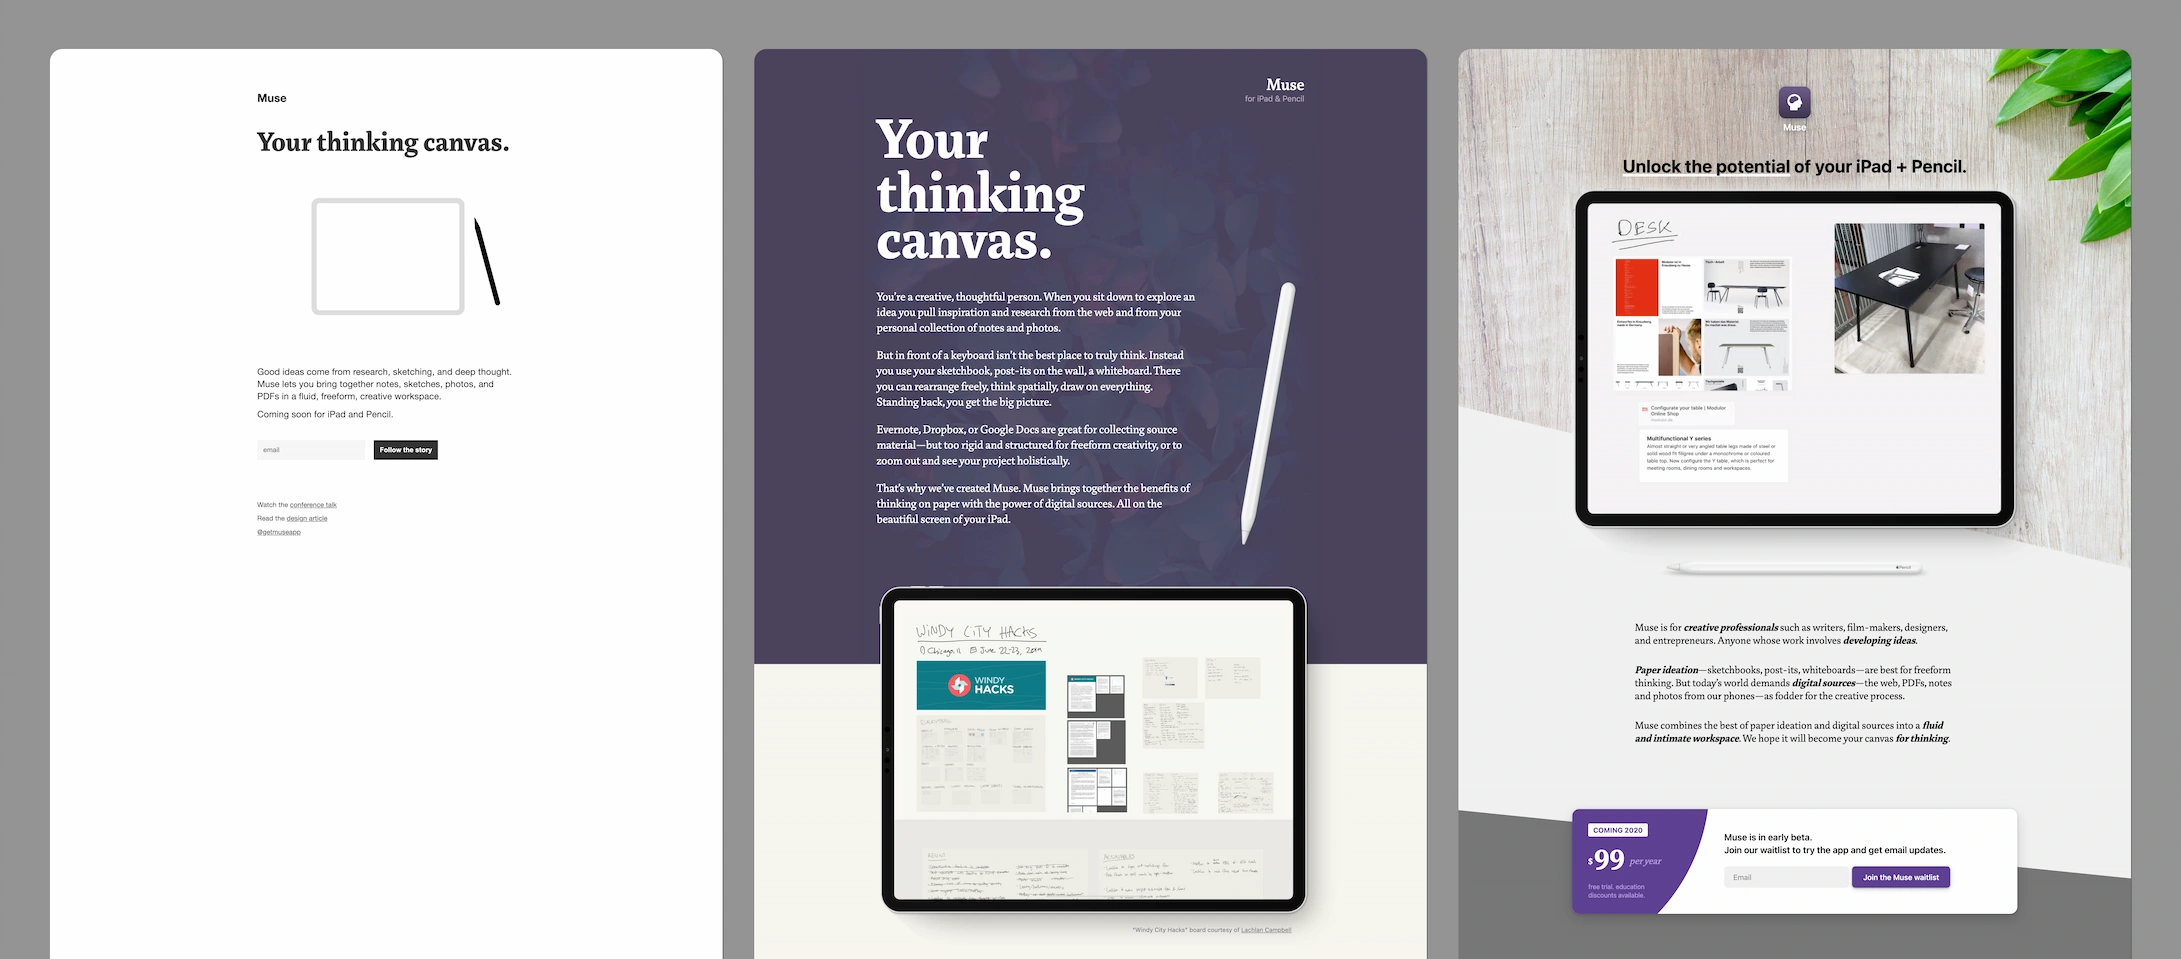 Muse
Your thinking canvas.
Good ideas come from research, sketching, and deep thought.
Muse lets you bring together notes, sketches, photos, and
PDFs in a fluid, freeform, creative workspace.
Coming soon for iPad and Pencil.
email
Follow the story
Watch the conference talk
Read the design article
@getmuseapp
Muse
for iPad & Pencil
Your
thinking
canvas.
You're a creative, thoughtful person. When you sit down to explore an
idea you pull inspiration and research from the web and from your
personal collection of notes and photos.
But in front of a keyboard isn't the best place to truly think. Instead
you use your sketchbook, post-its on the wall, a whiteboard. There
you can rearrange freely, think spatially, draw on everything.
Standing back, you get the big picture.
Evernote, Dropbox, or Google Docs are great for collecting source
material—but too rigid and structured for freeform creativity, or to
zoom out and see your project holistically.
That's why we've created Muse. Muse brings together the benefits of
thinking on paper with the power of digital sources. All on the
beautiful screen of your iPad.
WINDY CITY HACKS
Chicago IL June 22-23,
WINDY
HACKS
"Windy City Hacks" board courtesy of Lachlan Campbell
Muse
Unlock the potential of your iPad + Pencil.
DESK
Configurate your table | Modulor
Online Shop
Multifunctional Y series
Almost straight or very angled table legs made of steel or
solid wood fit filigree under a monochrome or coloured
table top. Now configure the Y table, which is perfect for
meeting rooms, dining rooms and workspaces.
Pencil
Muse is for creative professionals such as writers, film-makers, designers,
and entrepreneurs. Anyone whose work involves developing ideas.
Paper ideation—sketchbooks, post-its, whiteboards—are best for freeform
thinking. But today's world demands digital sources—the web, PDFs, notes
and photos from our phones—as fodder for the creative process.
Muse combines the best of paper ideation and digital sources into a fluid
and intimate workspace. We hope it will become your canvas for thinking.
COMING 2020
$99 per year
free trial. education
discounts available.
Muse is in early beta.
Join our waitlist to try the app and get email updates.
Email
Join the Muse waitlist